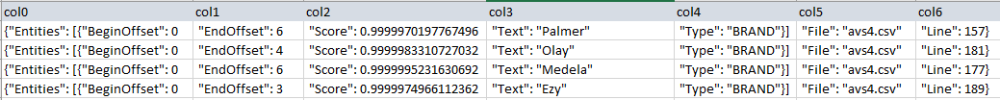 col0 col1 col2 col3 col4 col5 col6
{"Entities": [{"BeginOffset": 0 "EndOffset": 6 "Score": 0.9999970197767496 "Text": "Palmer" "Type": "BRAND"}] "File": "avs4.csv" "Line": 157}
{"Entities": [{"BeginOffset": 0 "EndOffset": 4 "Score": 0.9999983310727032 "Text": "Olay" "Type": "BRAND"}] "File": "avs4.csv" "Line": 181}
{"Entities": [{"BeginOffset": 0 "EndOffset": 6 "Score": 0.9999995231630692 "Text": "Medela" "Type": "BRAND"}] "File": "avs4.csv" "Line": 177}
{"Entities": [{"BeginOffset": 0 "EndOffset": 3 "Score": 0.9999974966112362 "Text": "Ezy" "Type": "BRAND"}] "File": "avs4.csv" "Line": 189}